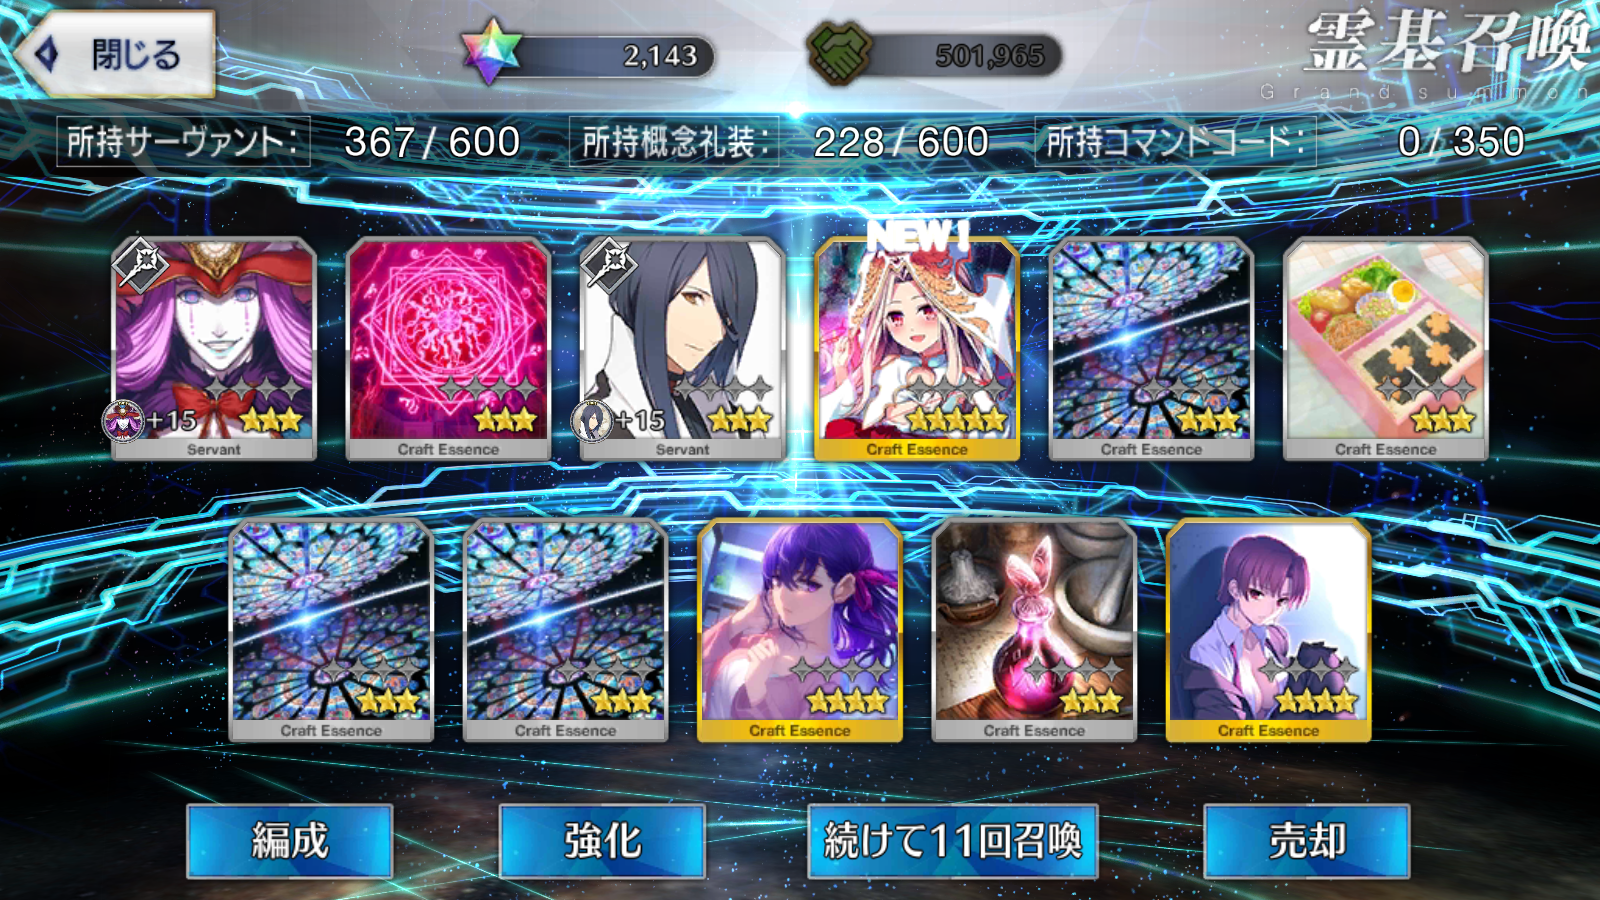 閉じる
2,143
501,965
霊基召喚
Grand summon
所持サーヴァント: 367/600
所持概念礼装: 228/600
所持コマンドコード: 0/350
NEW!
+15
+15
Servant
Craft Essence
Servant
Craft Essence
Craft Essence
Craft Essence
Craft Essence
Craft Essence
Craft Essence
Craft Essence
Craft Essence
編成
強化
続けて11回召喚
売却